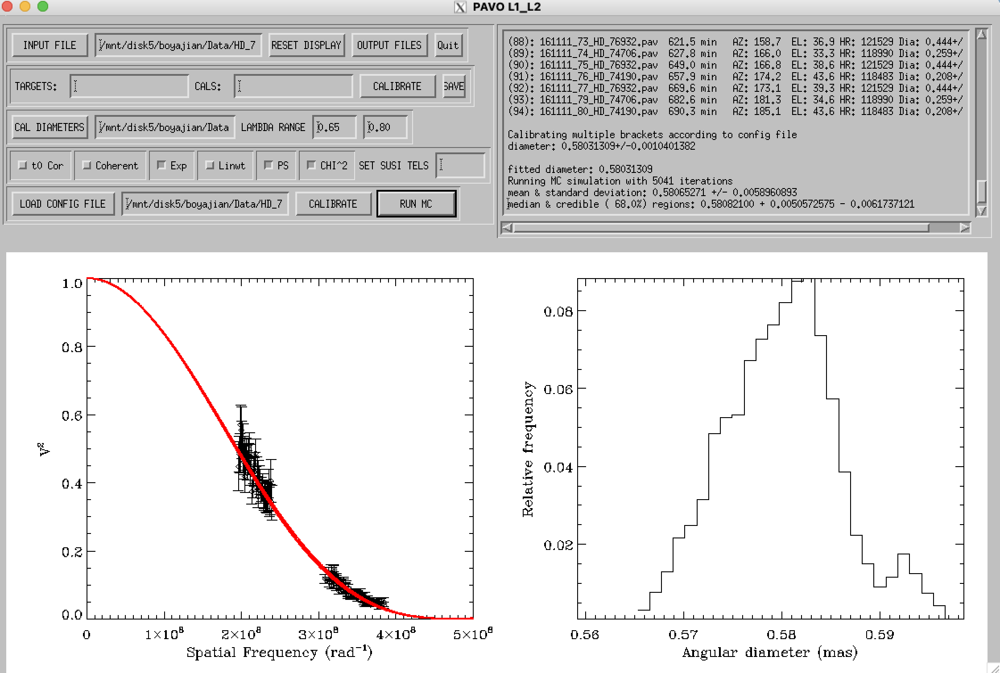 PAVO L1_L2
INPUT FILE /mnt/disk5/boyajian/Data/HD_7 RESET DISPLAY OUTPUT FILES Quit
TARGETS: CALS: CALIBRATE SAVE
CAL DIAMETERS /mnt/disk5/boyajian/Data LAMBDA RANGE 0.65 0.80
t0 Cor Coherent Exp Linwt PS CHI^2 SET SUSI TELS
LOAD CONFIG FILE /mnt/disk5/boyajian/Data/HD_7 CALIBRATE RUN MC
(88): 161111_73_HD_76932.pav 621.5 min AZ: 158.7 EL: 36.9 HR: 121529 Dia: 0.444+/
(89): 161111_74_HD_74706.pav 627.8 min AZ: 166.0 EL: 33.3 HR: 118990 Dia: 0.259+/
(90): 161111_75_HD_76932.pav 649.0 min AZ: 166.8 EL: 38.6 HR: 121529 Dia: 0.444+/
(91): 161111_76_HD_74190.pav 657.9 min AZ: 174.2 EL: 43.6 HR: 118483 Dia: 0.208+/
(92): 161111_77_HD_76932.pav 669.6 min AZ: 173.1 EL: 39.3 HR: 121529 Dia: 0.444+/
(93): 161111_79_HD_74706.pav 682.6 min AZ: 181.3 EL: 34.6 HR: 118990 Dia: 0.259+/
(94): 161111_80_HD_74190.pav 690.3 min AZ: 185.1 EL: 43.6 HR: 118483 Dia: 0.208+/
Calibrating multiple brackets according to config file
diameter: 0.58031309+/-0.0010401382
fitted diameter: 0.58031309
Running MC simulation with 5041 iterations
mean & standard deviation: 0.58065271 +/- 0.0058960893
median & credible ( 68.0%) regions: 0.58082100 + 0.0050572575 - 0.0061737121
1.0
0.8
0.6
0.4
0.2
0.0
V²
0 1×10⁸ 2×10⁸ 3×10⁸ 4×10⁸ 5×10⁸
Spatial Frequency (rad⁻¹)
0.08
0.06
0.04
0.02
Relative frequency
0.56 0.57 0.58 0.59
Angular diameter (mas)